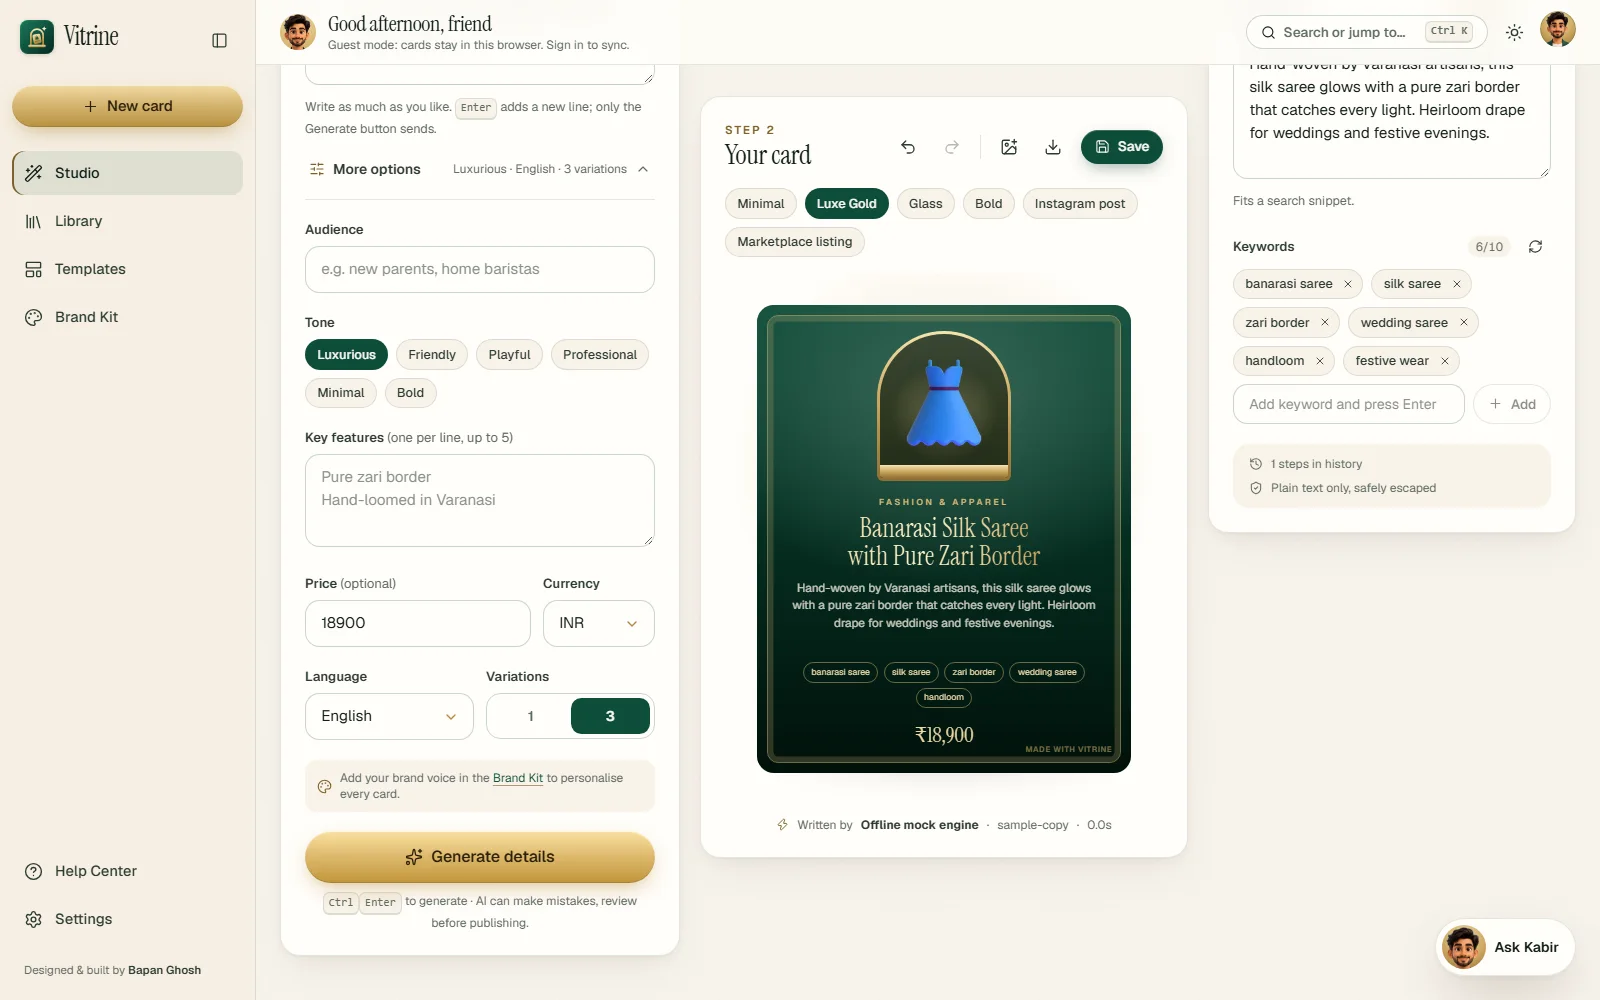 Vitrine
New card
Studio
Library
Templates
Brand Kit
Help Center
Settings
Designed & built by Bapan Ghosh
Good afternoon, friend
Guest mode: cards stay in this browser. Sign in to sync.
Search or jump to...
Ctrl K
Write as much as you like. Enter adds a new line; only the
Generate button sends.
More options
Luxurious · English · 3 variations
Audience
e.g. new parents, home baristas
Tone
Luxurious
Friendly
Playful
Professional
Minimal
Bold
Key features (one per line, up to 5)
Pure zari border
Hand-loomed in Varanasi
Price (optional)
Currency
18900
INR
Language
Variations
English
1
3
Add your brand voice in the Brand Kit to personalise
every card.
Generate details
Ctrl Enter to generate · AI can make mistakes, review
before publishing.
STEP 2
Your card
Save
Minimal
Luxe Gold
Glass
Bold
Instagram post
Marketplace listing
FASHION & APPAREL
Banarasi Silk Saree
with Pure Zari Border
Hand-woven by Varanasi artisans, this silk saree glows
with a pure zari border that catches every light. Heirloom
drape for weddings and festive evenings.
banarasi saree
silk saree
zari border
wedding saree
handloom
₹18,900
MADE WITH VITRINE
Written by Offline mock engine · sample-copy · 0.0s
Hand-woven by Varanasi artisans, this
silk saree glows with a pure zari border
that catches every light. Heirloom drape
for weddings and festive evenings.
Fits a search snippet.
Keywords
6/10
banarasi saree
silk saree
zari border
wedding saree
handloom
festive wear
Add keyword and press Enter
Add
1 steps in history
Plain text only, safely escaped
Ask Kabir